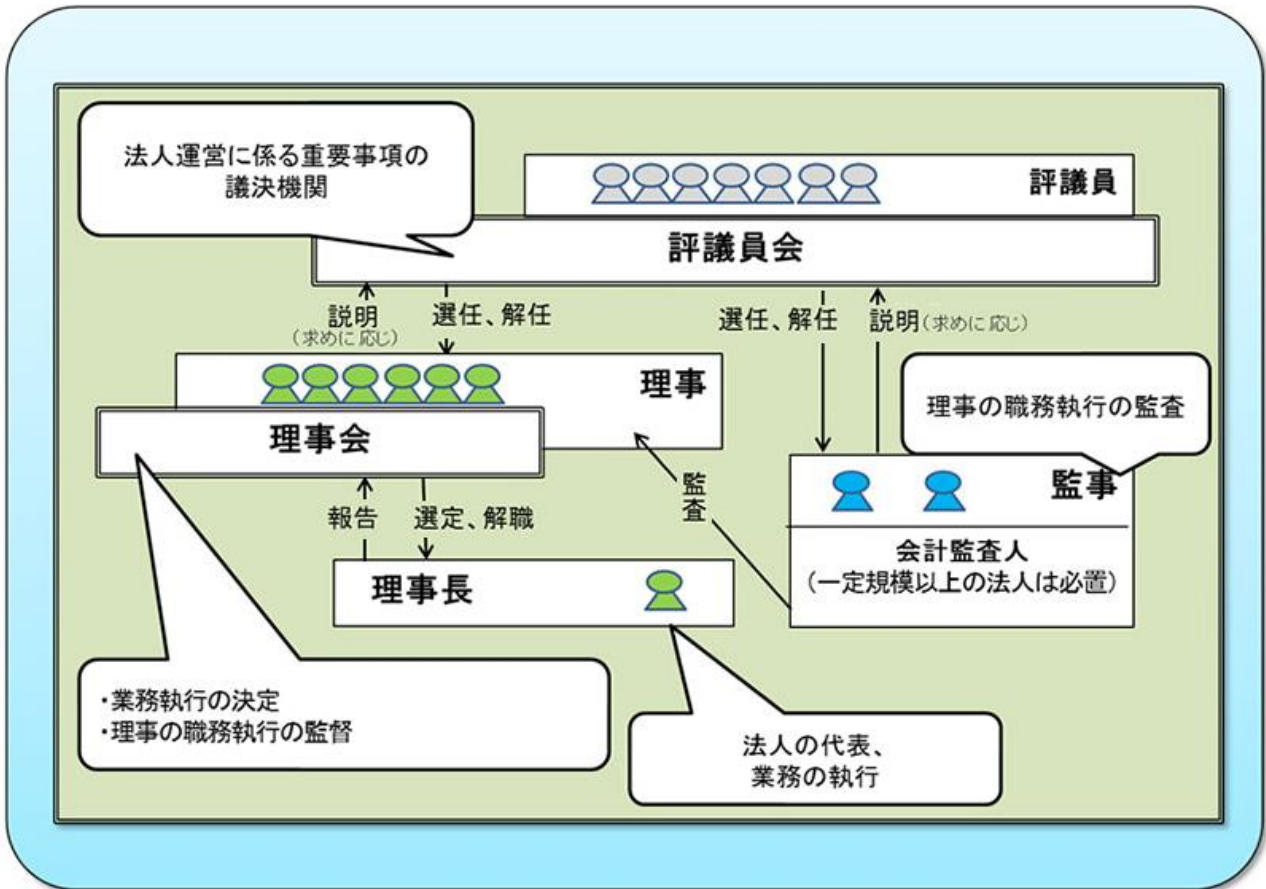 法人運営に係る重要事項の
議決機関
評議員
評議員会
説明
(求めに応じ)
選任、解任
選任、解任
説明(求めに応じ)
理事
理事会
理事の職務執行の監査
監査
監事
会計監査人
(一定規模以上の法人は必置)
報告
選定、解職
理事長
・業務執行の決定
・理事の職務執行の監督
法人の代表、
業務の執行